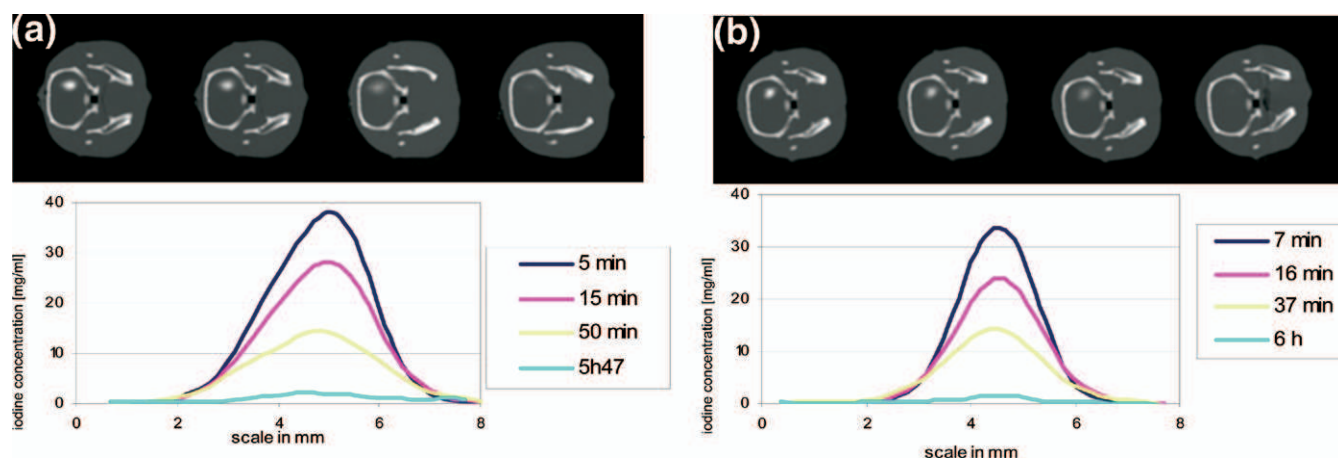 (a)
iodine concentration [mg/ml]
40
30
20
10
0
0 2 4 6 8
scale in mm
5 min
15 min
50 min
5h47
(b)
iodine concentration [mg/ml]
40
30
20
10
0
0 2 4 6 8
scale in mm
7 min
16 min
37 min
6 h